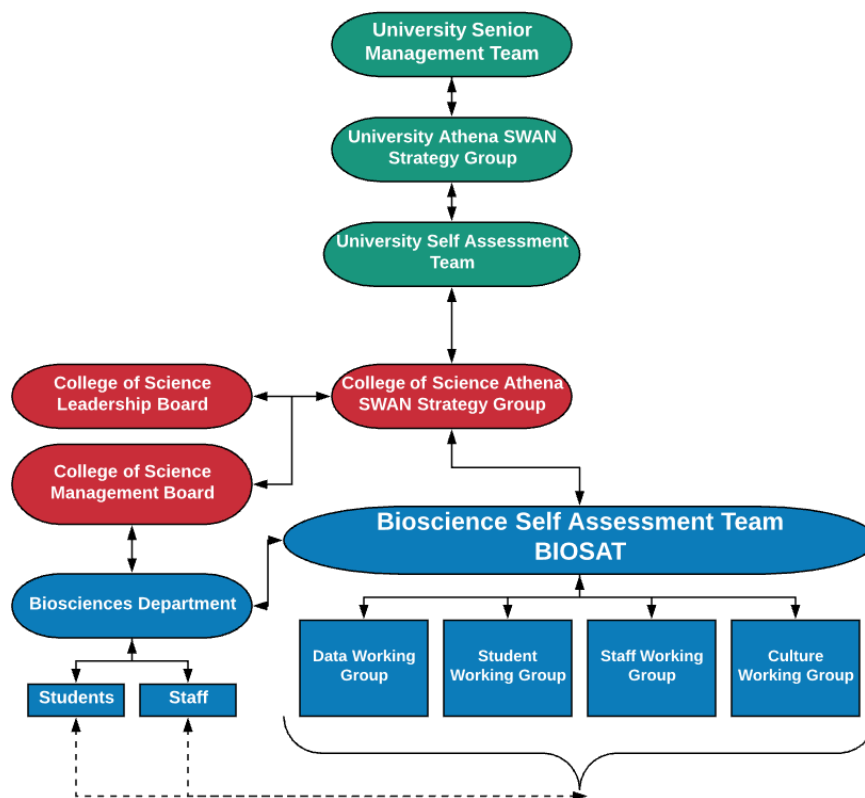 University Senior
Management Team
University Athena SWAN
Strategy Group
University Self Assessment
Team
College of Science
Leadership Board
College of Science Athena
SWAN Strategy Group
College of Science
Management Board
Bioscience Self Assessment Team
BIOSAT
Biosciences Department
Data Working
Group
Student
Working Group
Staff Working
Group
Culture
Working Group
Students
Staff